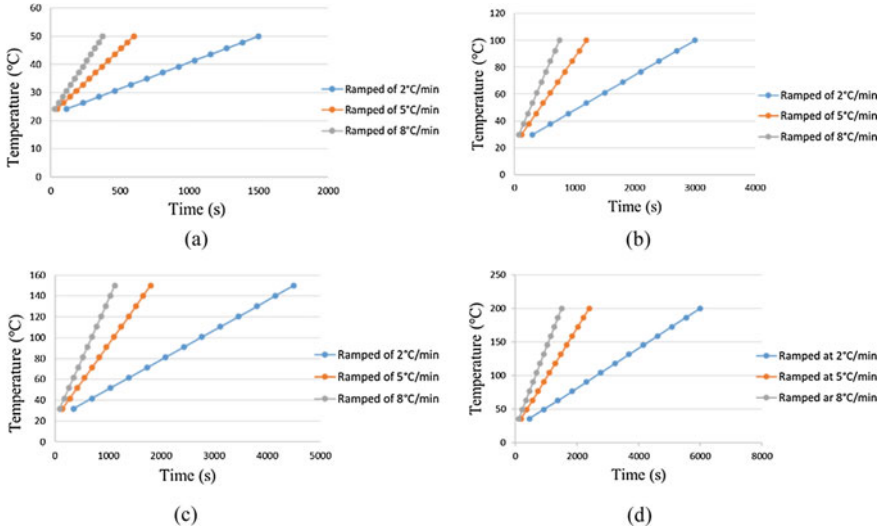 60
50
40
30
20
10
0
Temperature (°C)
0 500 1000 1500 2000
Time (s)
Ramped of 2°C/min
Ramped of 5°C/min
Ramped of 8°C/min
(a)
120
100
80
60
40
20
0
Temperature (°C)
0 1000 2000 3000 4000
Time (s)
Ramped of 2°C/min
Ramped of 5°C/min
Ramped of 8°C/min
(b)
160
140
120
100
80
60
40
20
0
Temperature (°C)
0 1000 2000 3000 4000 5000
Time (s)
Ramped of 2°C/min
Ramped of 5°C/min
Ramped of 8°C/min
(c)
250
200
150
100
50
0
Temperature (°C)
0 2000 4000 6000 8000
Time (s)
Ramped at 2°C/min
Ramped at 5°C/min
Ramped ar 8°C/min
(d)